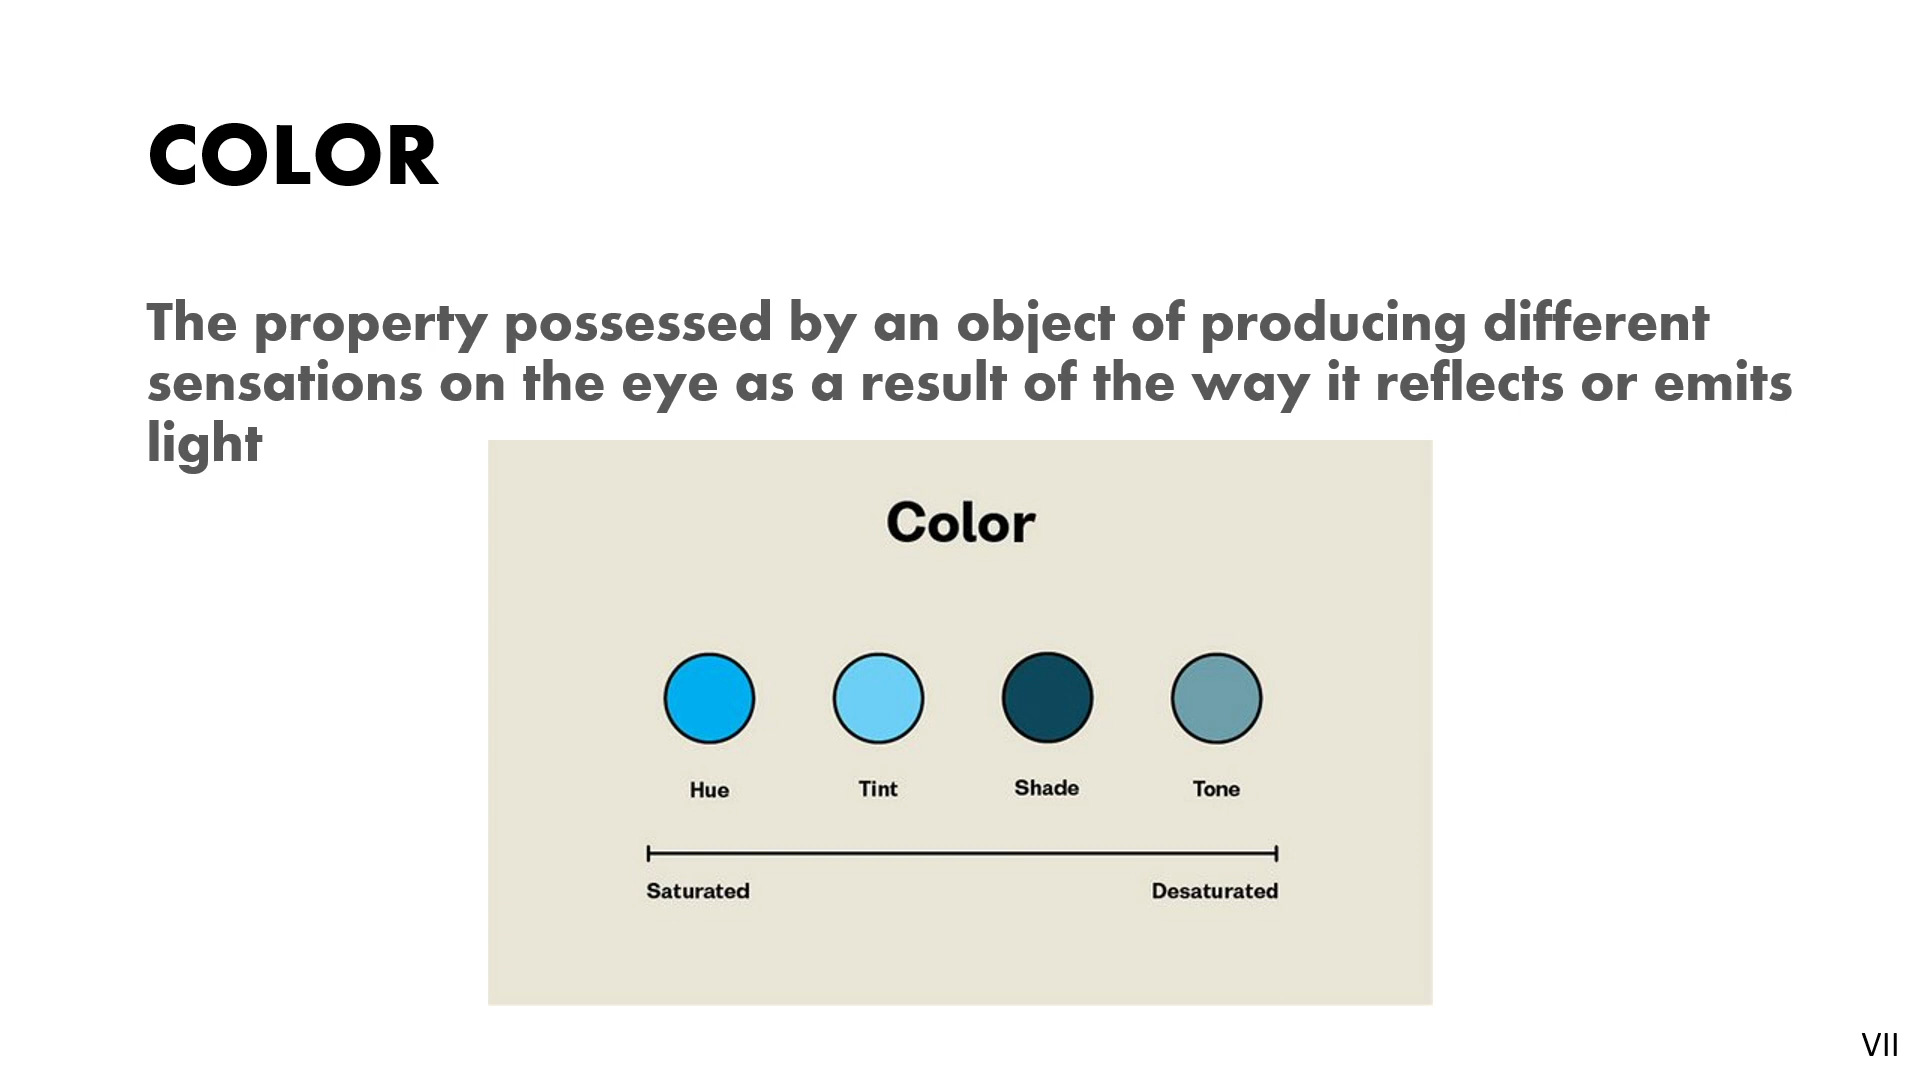 COLOR
The property possessed by an object of producing different
sensations on the eye as a result of the way it reflects or emits
light
Color
Hue Tint Shade Tone
Saturated Desaturated
VII